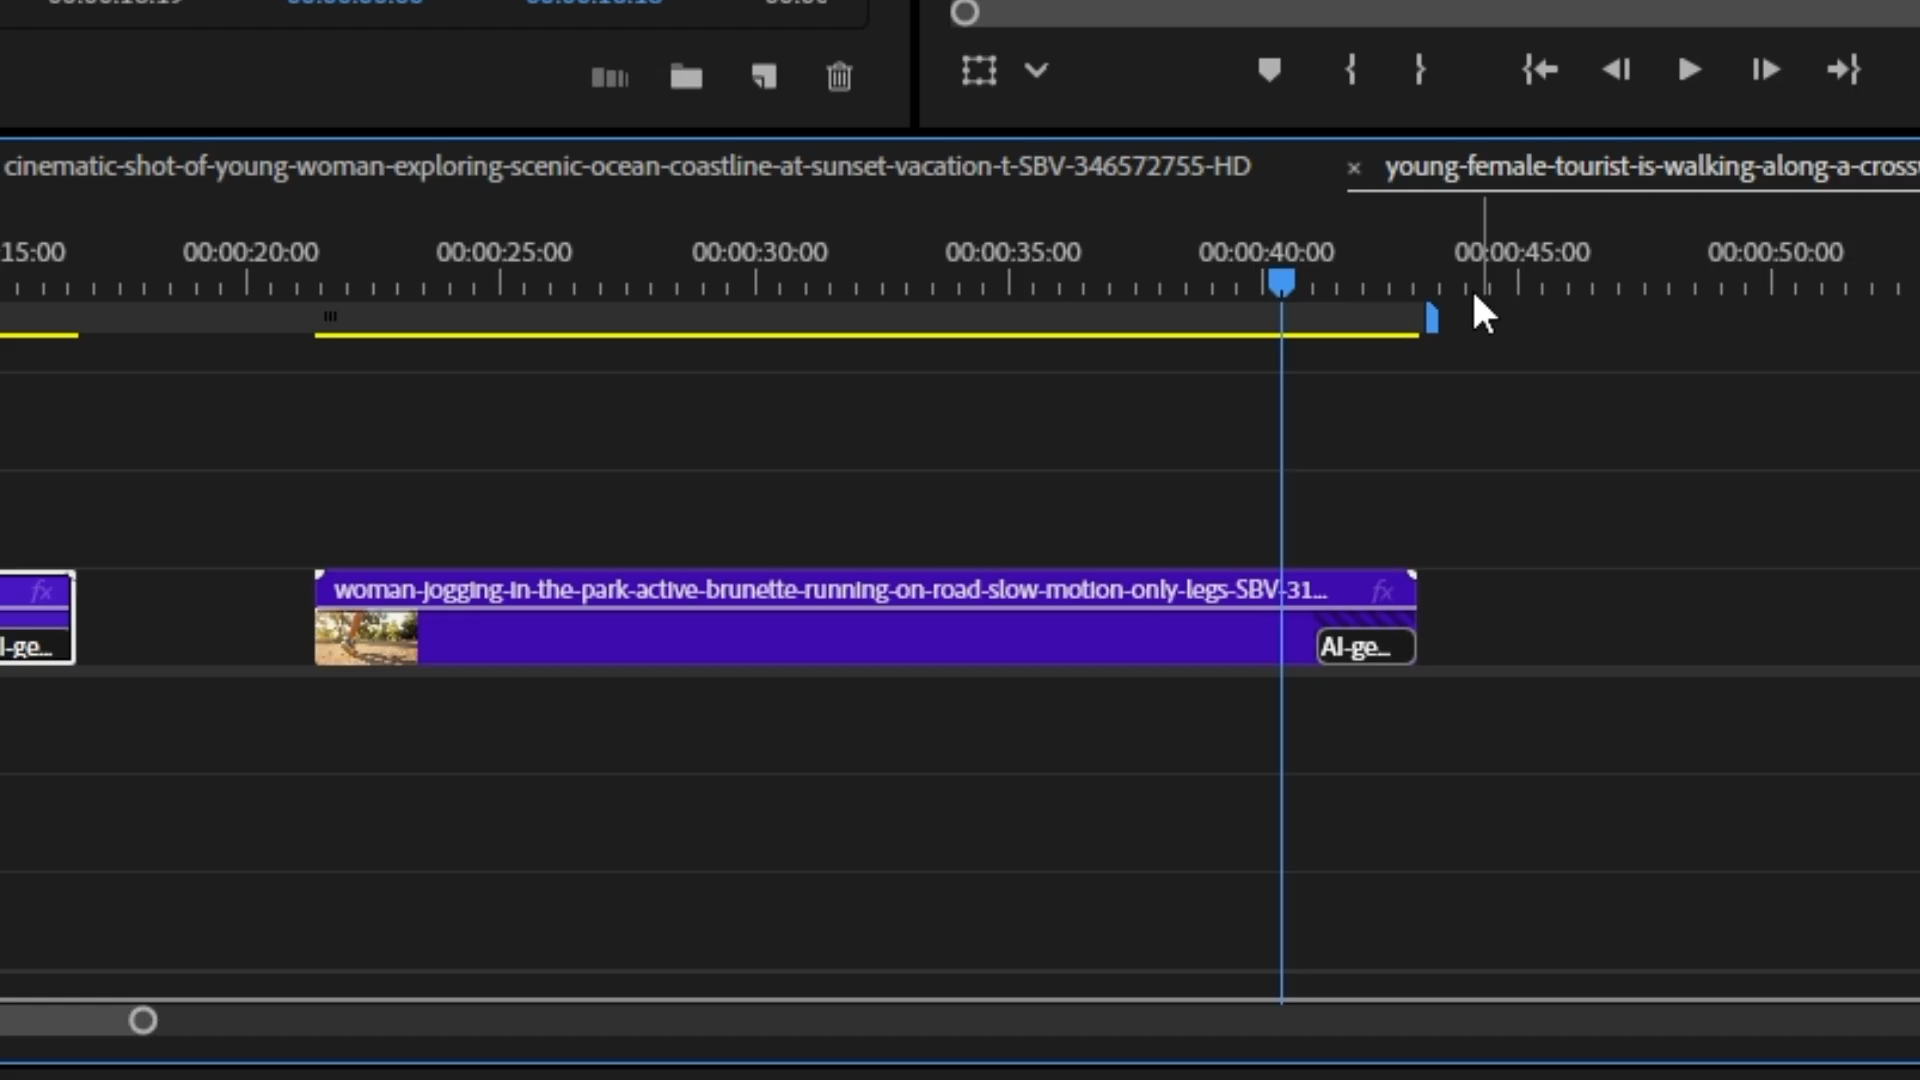 cinematic-shot-of-young-woman-exploring-scenic-ocean-coastline-at-sunset-vacation-t-SBV-346572755-HD
× young-female-tourist-is-walking-along-a-cross
15:00 00:00:20:00 00:00:25:00 00:00:30:00 00:00:35:00 00:00:40:00 00:00:45:00 00:00:50:00
fx
woman-jogging-in-the-park-active-brunette-running-on-road-slow-motion-only-legs-SBV-31... fx
I-ge...
AI-ge...